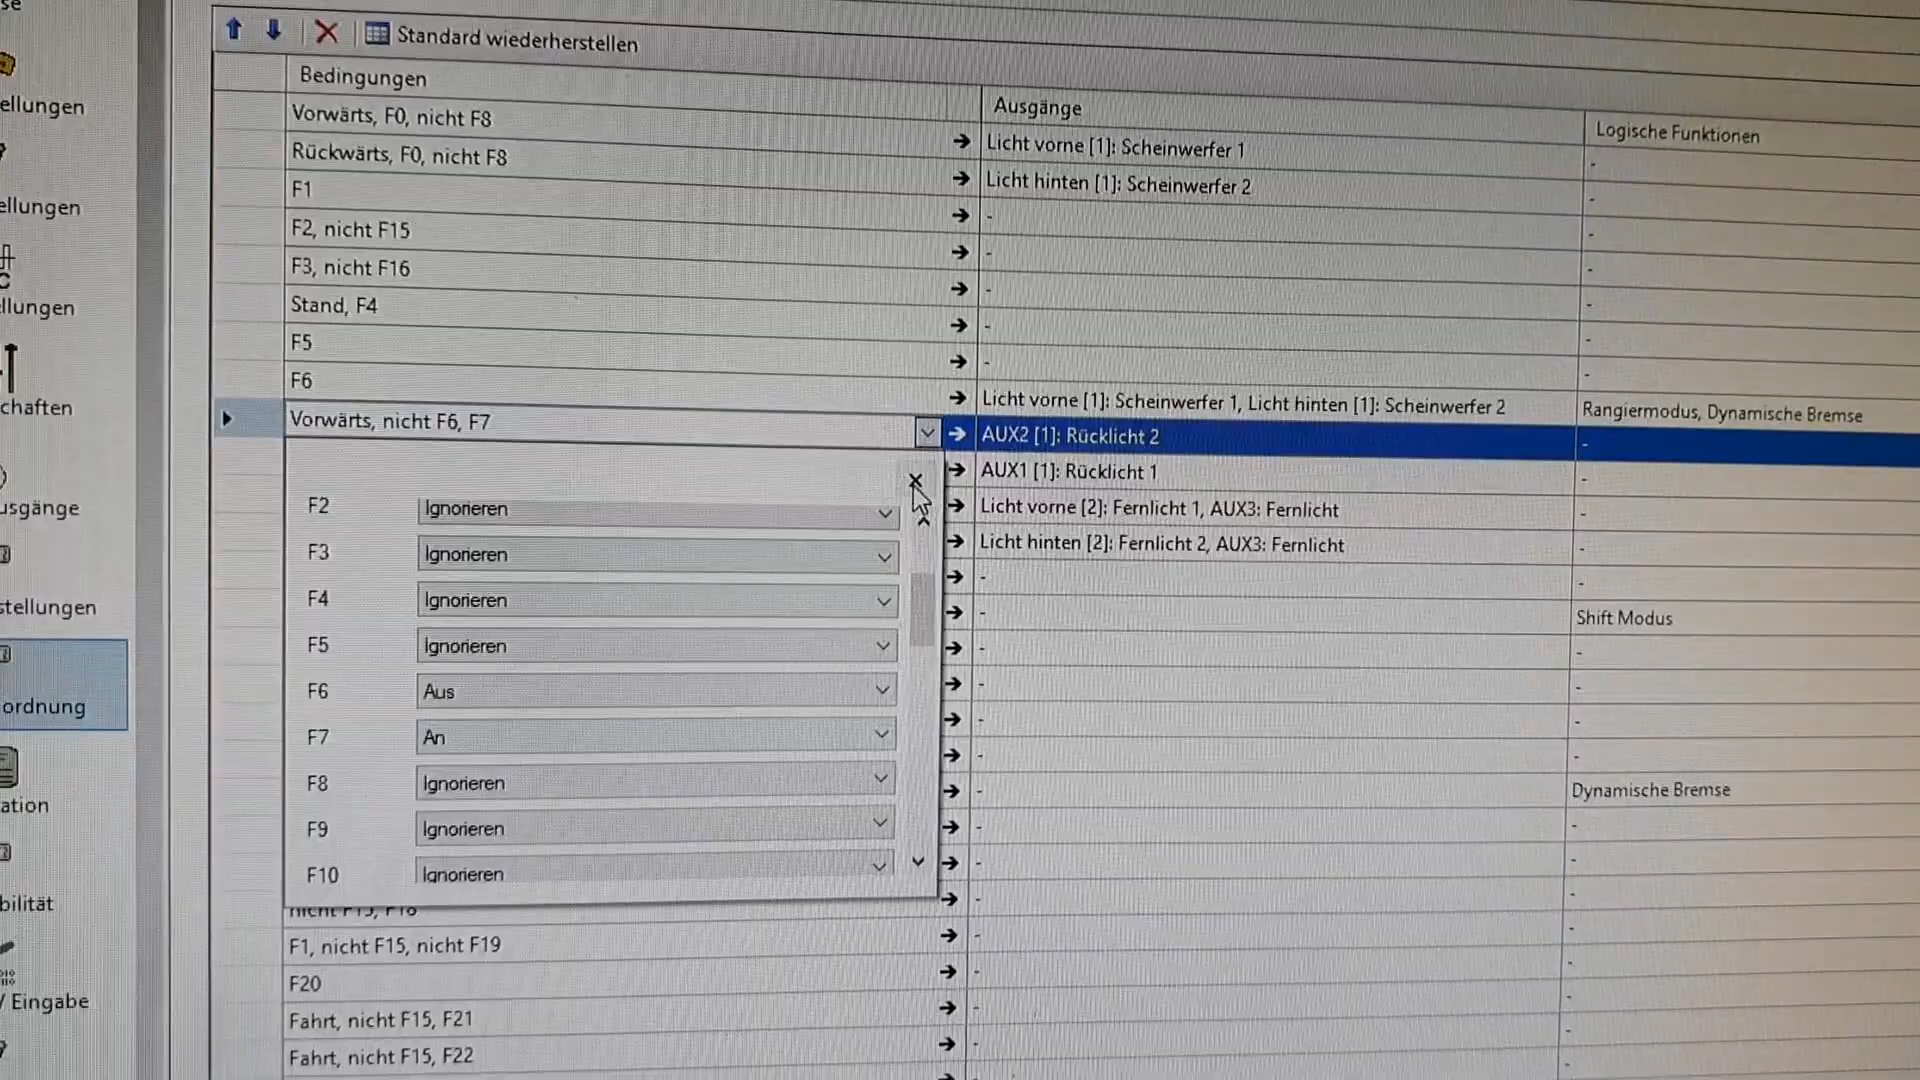 se
Standard wiederherstellen
Bedingungen
Ausgänge
Logische Funktionen
ellungen
Vorwärts, F0, nicht F8
Licht vorne [1]: Scheinwerfer 1
-
Rückwärts, F0, nicht F8
Licht hinten [1]: Scheinwerfer 2
-
F1
-
-
ellungen
F2, nicht F15
-
-
F3, nicht F16
-
-
Stand, F4
-
-
llungen
F5
-
-
F6
Licht vorne [1]: Scheinwerfer 1, Licht hinten [1]: Scheinwerfer 2
Rangiermodus, Dynamische Bremse
chaften
Vorwärts, nicht F6, F7
AUX2 [1]: Rücklicht 2
-
AUX1 [1]: Rücklicht 1
-
F2 Ignorieren
Licht vorne [2]: Fernlicht 1, AUX3: Fernlicht
-
usgänge
F3 Ignorieren
Licht hinten [2]: Fernlicht 2, AUX3: Fernlicht
-
-
-
F4 Ignorieren
-
Shift Modus
stellungen
F5 Ignorieren
-
-
F6 Aus
-
-
ordnung
F7 An
-
-
-
-
F8 Ignorieren
-
Dynamische Bremse
ation
F9 Ignorieren
-
-
F10 Ignorieren
-
-
bilität
nicht F15, F18
-
-
F1, nicht F15, nicht F19
-
-
F20
-
-
/ Eingabe
Fahrt, nicht F15, F21
-
-
Fahrt, nicht F15, F22
-
-